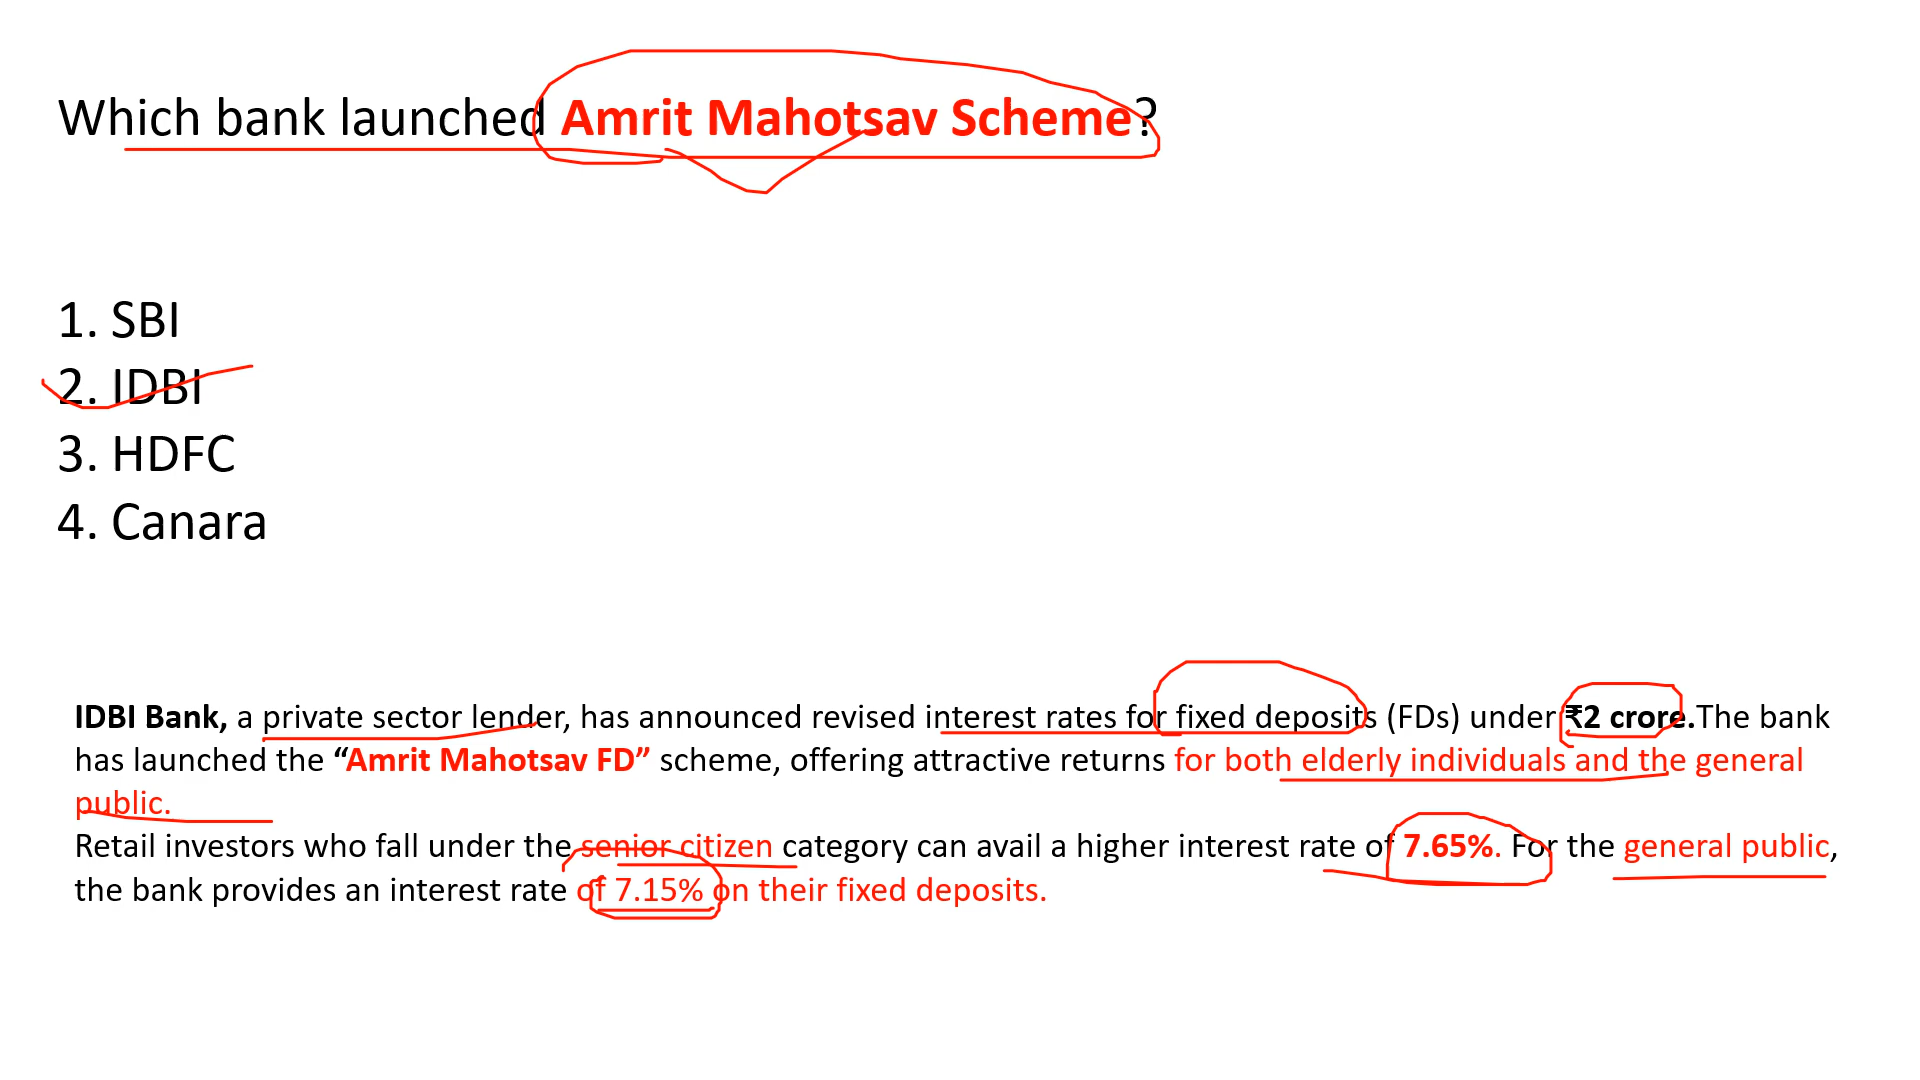 Which bank launched Amrit Mahotsav Scheme?
1. SBI
2. IDBI
3. HDFC
4. Canara
IDBI Bank, a private sector lender, has announced revised interest rates for fixed deposits (FDs) under ₹2 crore.The bank
has launched the “Amrit Mahotsav FD” scheme, offering attractive returns for both elderly individuals and the general
public.
Retail investors who fall under the senior citizen category can avail a higher interest rate of 7.65%. For the general public,
the bank provides an interest rate of 7.15% on their fixed deposits.